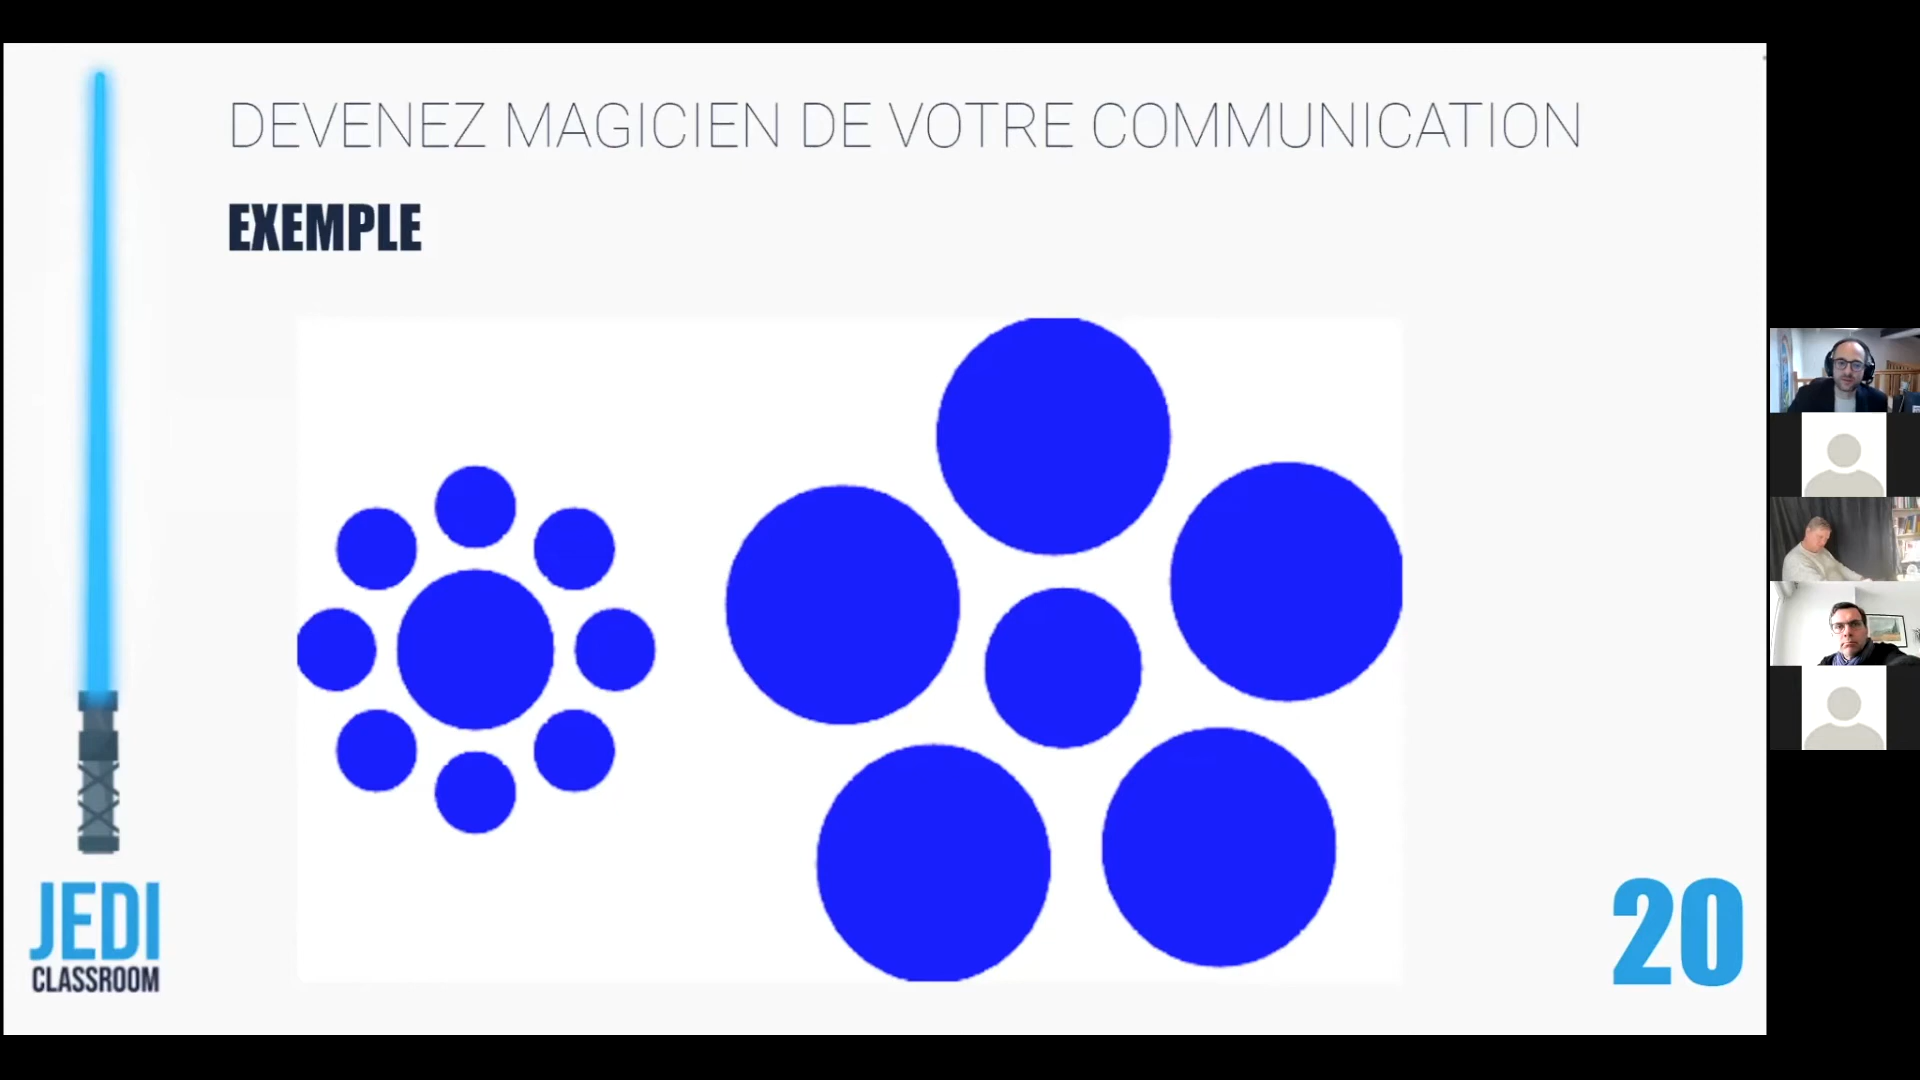 DEVENEZ MAGICIEN DE VOTRE COMMUNICATION
EXEMPLE
JEDI
CLASSROOM
20